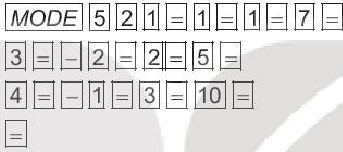 MODE 5 2 1 = 1 = 1 = 7 =
3 = − 2 = 2 = 5 =
4 = − 1 = 3 = 10 =
=